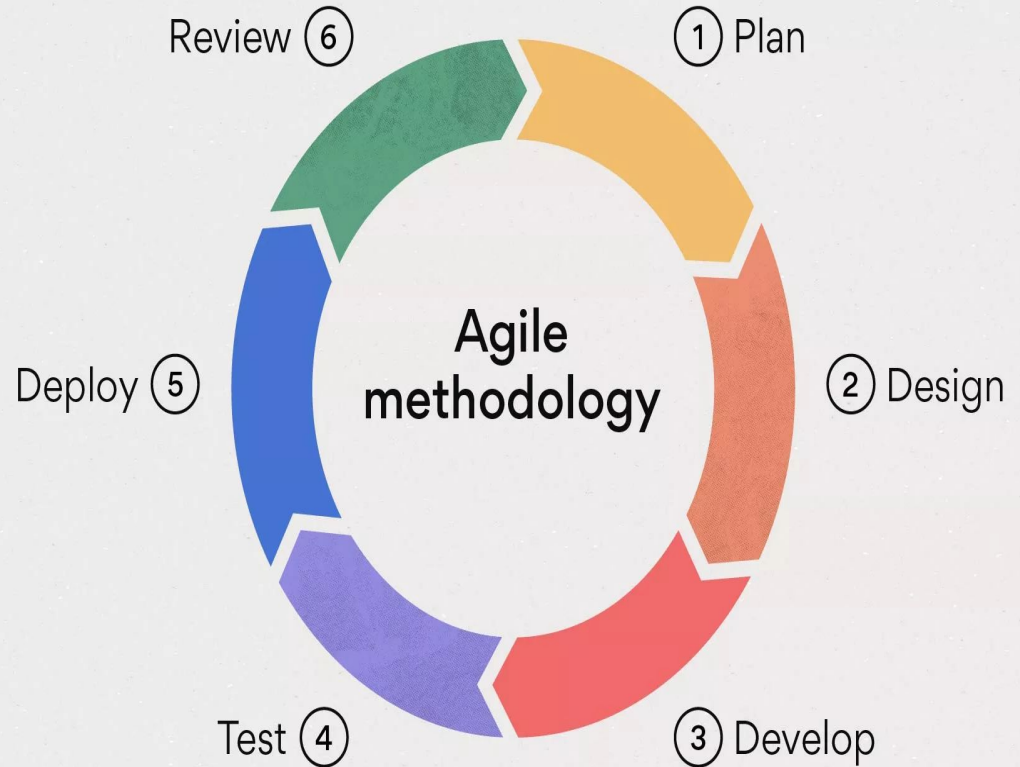 Review 6
1 Plan
Agile
methodology
Deploy 5
2 Design
Test 4
3 Develop